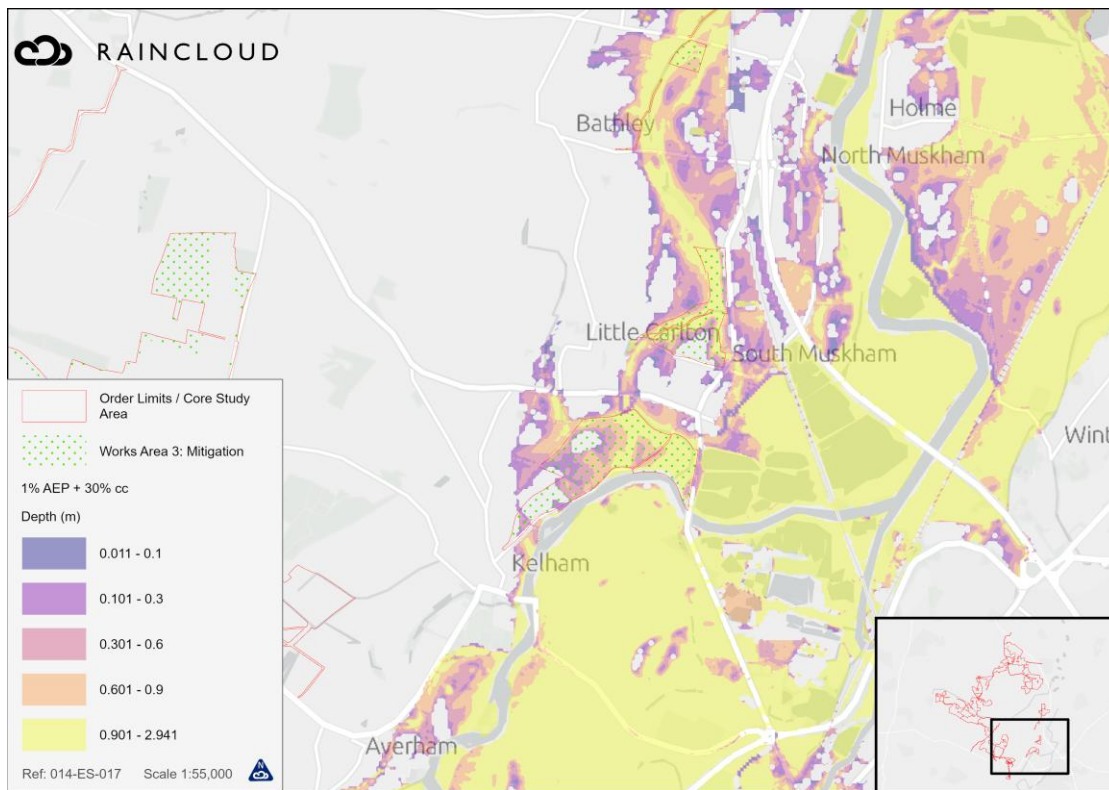 RAINCLOUD
Bathley
Holme
North Muskham
Little Carlton
South Muskham
Wint
Kelham
Averham
Order Limits / Core Study
Area
Works Area 3: Mitigation
1% AEP + 30% cc
Depth (m)
0.011 - 0.1
0.101 - 0.3
0.301 - 0.6
0.601 - 0.9
0.901 - 2.941
Ref: 014-ES-017 Scale 1:55,000
N